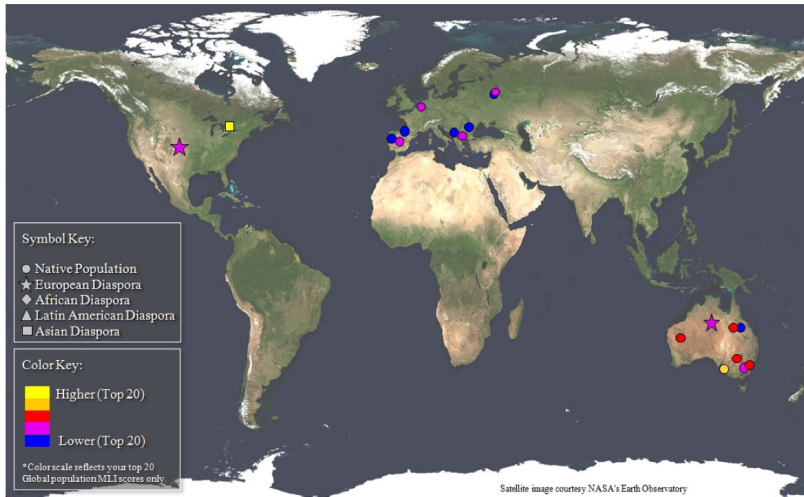 Symbol Key:
Native Population
European Diaspora
African Diaspora
Latin American Diaspora
Asian Diaspora
Color Key:
Higher (Top 20)
Lower (Top 20)
*Color scale reflects your top 20
Global population MLI scores only.
Satellite image courtesy NASA's Earth Observatory